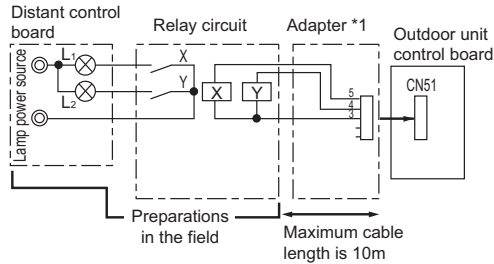 Distant control
board
Relay circuit
Adapter *1
Outdoor unit
control board
Lamp power source
L1
L2
X
Y
X
Y
5
4
3
CN51
Preparations
in the field
Maximum cable
length is 10m